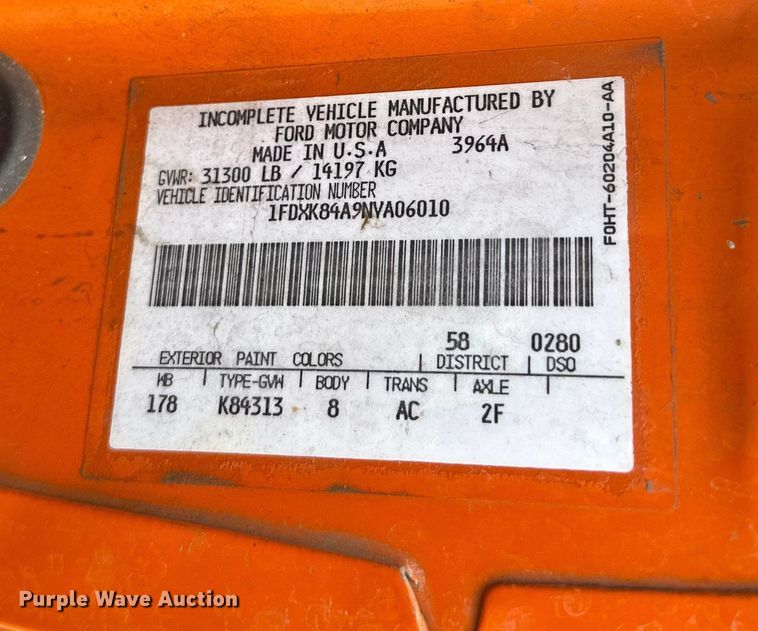 INCOMPLETE VEHICLE MANUFACTURED BY
FORD MOTOR COMPANY
MADE IN U.S.A 3964A
GVWR: 31300 LB / 14197 KG
VEHICLE IDENTIFICATION NUMBER
1FDXK84A9NVA06010
58 0280
EXTERIOR PAINT COLORS DISTRICT DSO
WB TYPE-GVW BODY TRANS AXLE
178 K84313 8 AC 2F
F0HT-60204A10-AA
Purple Wave Auction